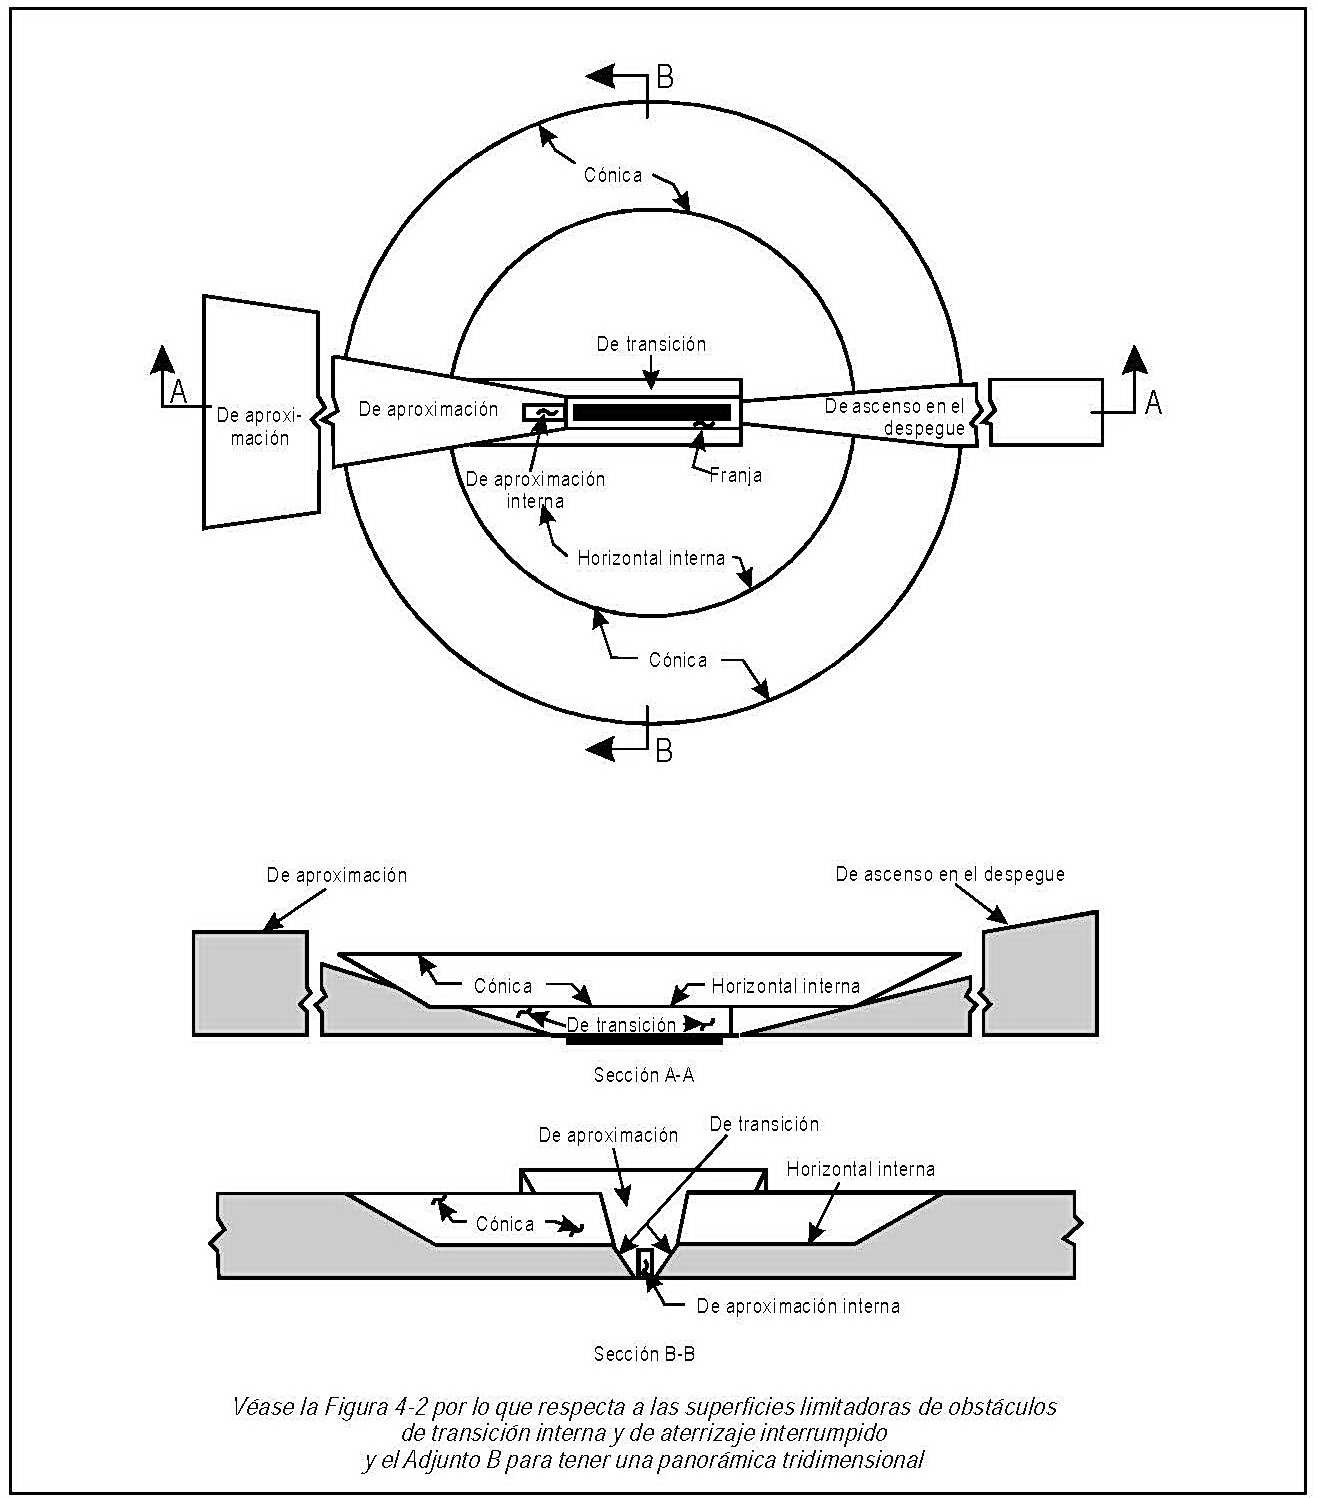 B
Cónica
De transición
A
De aproxi-
mación
De aproximación
De ascenso en el
despegue
A
De aproximación
interna
Franja
Horizontal interna
Cónica
B
De aproximación
De ascenso en el despegue
Cónica
Horizontal interna
De transición
Sección A-A
De aproximación
De transición
Horizontal interna
Cónica
De aproximación interna
Sección B-B
Véase la Figura 4-2 por lo que respecta a las superficies limitadoras de obstáculos
de transición interna y de aterrizaje interrumpido
y el Adjunto B para tener una panorámica tridimensional